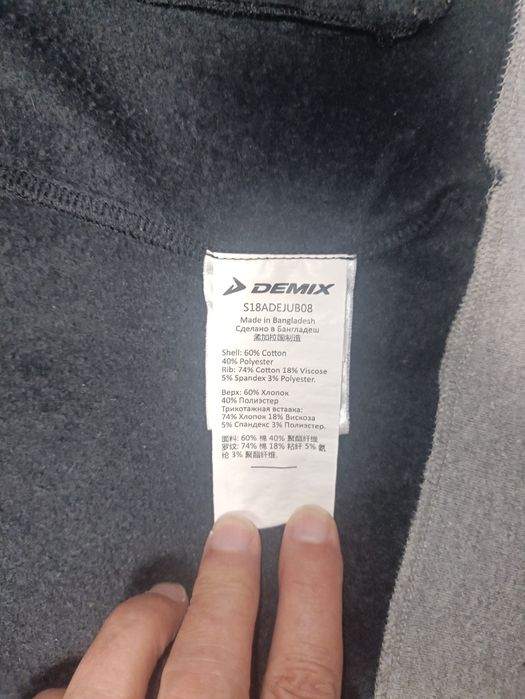 DEMIX
S18ADEJUB08
Made in Bangladesh
Сделано в Бангладеш
孟加拉国制造
Shell: 60% Cotton
40% Polyester
Rib: 74% Cotton 18% Viscose
5% Spandex 3% Polyester.
Верх: 60% Хлопок
40% Полиэстер
Трикотажная вставка:
74% Хлопок 18% Вискоза
5% Спандекс 3% Полиэстер.
面料: 60% 棉 40% 聚酯纤维
罗纹: 74% 棉 18% 粘纤 5% 氨
纶 3% 聚酯纤维.